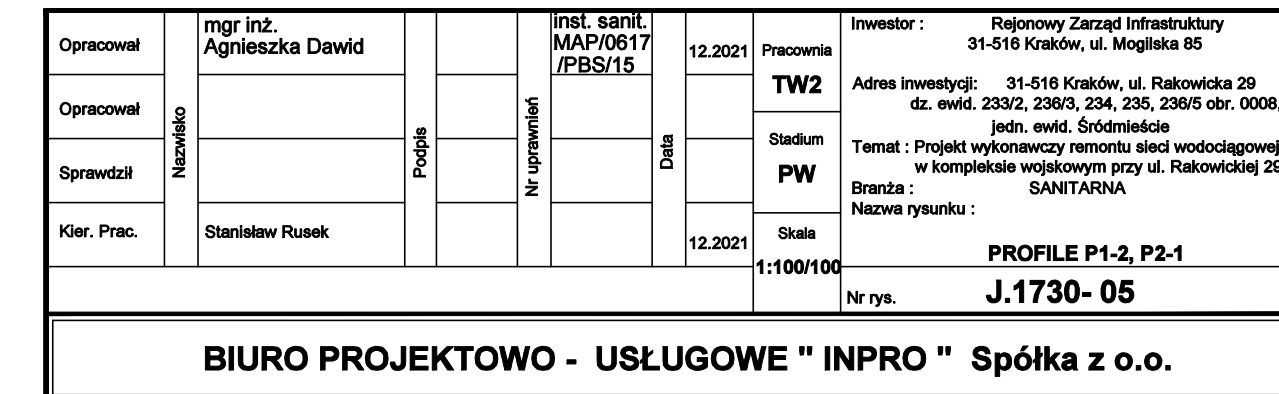 Opracował
mgr inż.
Agnieszka Dawid
inst. sanit.
MAP/0617
/PBS/15
12.2021
Opracował
Sprawdził
Kier. Prac.
Stanisław Rusek
12.2021
Nazwisko
Podpis
Nr uprawnień
Data
Pracownia
TW2
Stadium
PW
Skala
1:100/100
Inwestor : Rejonowy Zarząd Infrastruktury
31-516 Kraków, ul. Mogilska 85
Adres inwestycji: 31-516 Kraków, ul. Rakowicka 29
dz. ewid. 233/2, 236/3, 234, 235, 236/5 obr. 0008,
jedn. ewid. Śródmieście
Temat : Projekt wykonawczy remontu sieci wodociągowej
w kompleksie wojskowym przy ul. Rakowickiej 29
Branża : SANITARNA
Nazwa rysunku :
PROFILE P1-2, P2-1
Nr rys. J.1730- 05
BIURO PROJEKTOWO - USŁUGOWE " INPRO " Spółka z o.o.